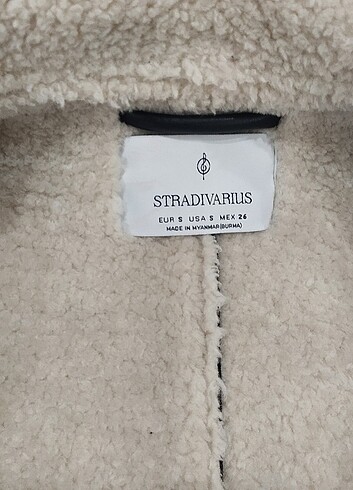 STRADIVARIUS
EUR S USA S MEX 26
MADE IN MYANMAR(BURMA)